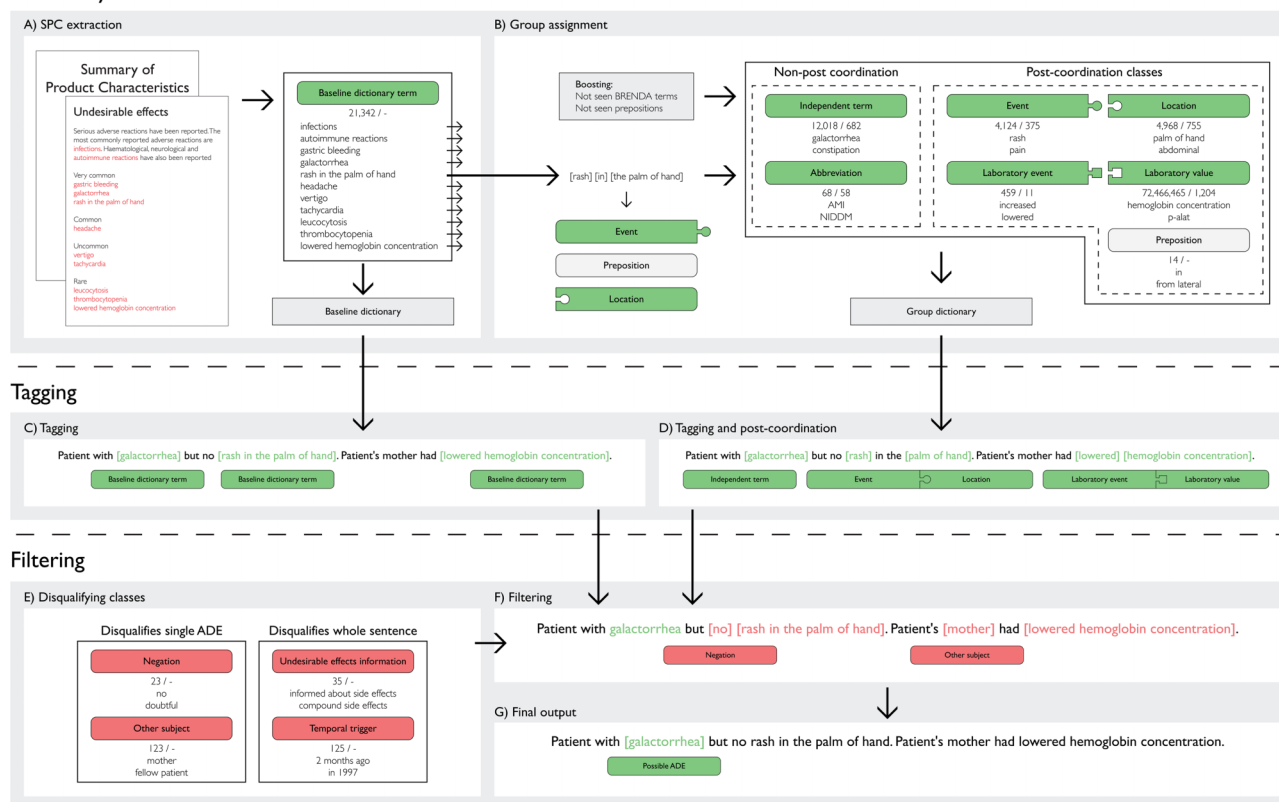 A) SPC extraction
Summary of
Product Characteristics
Undesirable effects
Serious adverse reactions have been reported. The
most commonly reported adverse reactions are
infections. Haematological, neurological and
autoimmune reactions have also been reported
Very common
gastric bleeding
galactorrhea
rash in the palm of hand
Common
headache
Uncommon
vertigo
tachycardia
Rare
leucocytosis
thrombocytopenia
lowered hemoglobin concentration
Baseline dictionary term
21,342 / -
infections
autoimmune reactions
gastric bleeding
galactorrhea
rash in the palm of hand
headache
vertigo
tachycardia
leucocytosis
thrombocytopenia
lowered hemoglobin concentration
Baseline dictionary
B) Group assignment
Boosting:
Not seen BRENDA terms
Not seen prepositions
[rash] [in] [the palm of hand]
Event
Preposition
Location
Non-post coordination
Independent term
12,018 / 682
galactorrhea
constipation
Abbreviation
68 / 58
AMI
NIDDM
Post-coordination classes
Event
4,124 / 375
rash
pain
Location
4,968 / 755
palm of hand
abdominal
Laboratory event
459 / 11
increased
lowered
Laboratory value
72,466,465 / 1,204
hemoglobin concentration
p-alat
Preposition
14 / -
in
from lateral
Group dictionary
Tagging
C) Tagging
Patient with [galactorrhea] but no [rash in the palm of hand]. Patient's mother had [lowered hemoglobin concentration].
Baseline dictionary term
Baseline dictionary term
Baseline dictionary term
D) Tagging and post-coordination
Patient with [galactorrhea] but no [rash] in the [palm of hand]. Patient's mother had [lowered] [hemoglobin concentration].
Independent term
Event
Location
Laboratory event
Laboratory value
Filtering
E) Disqualifying classes
Disqualifies single ADE
Negation
23 / -
no
doubtful
Other subject
123 / -
mother
fellow patient
Disqualifies whole sentence
Undesirable effects information
35 / -
informed about side effects
compound side effects
Temporal trigger
125 / -
2 months ago
in 1997
F) Filtering
Patient with galactorrhea but [no] [rash in the palm of hand]. Patient's [mother] had [lowered hemoglobin concentration].
Negation
Other subject
G) Final output
Patient with [galactorrhea] but no rash in the palm of hand. Patient's mother had lowered hemoglobin concentration.
Possible ADE